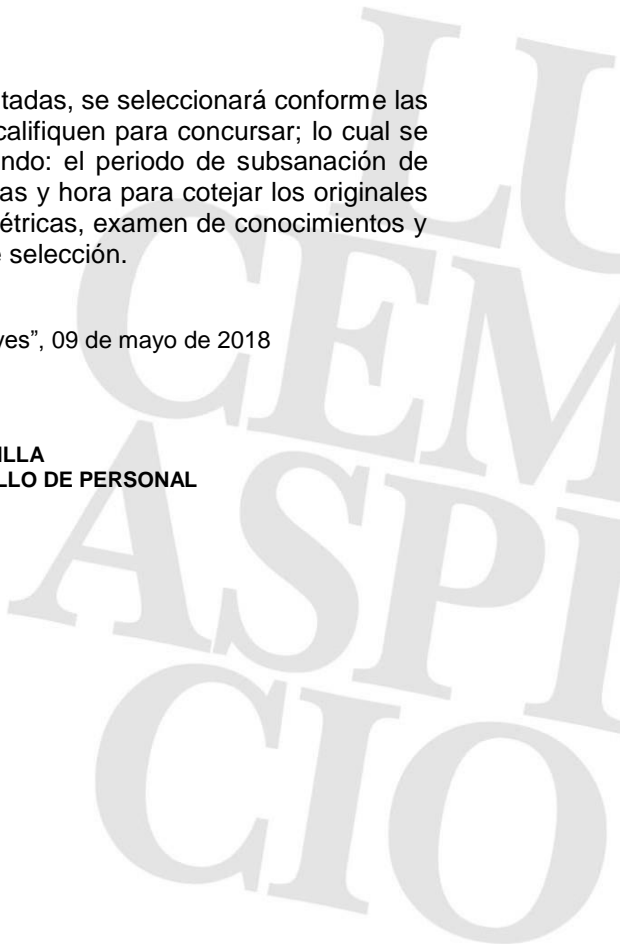 tadas, se seleccionará conforme las
califiquen para concursar; lo cual se
ndo: el periodo de subsanación de
as y hora para cotejar los originales
étricas, examen de conocimientos y
e selección.
yes”, 09 de mayo de 2018
ILLA
LLO DE PERSONAL
LU
CEM
ASPI
CIO